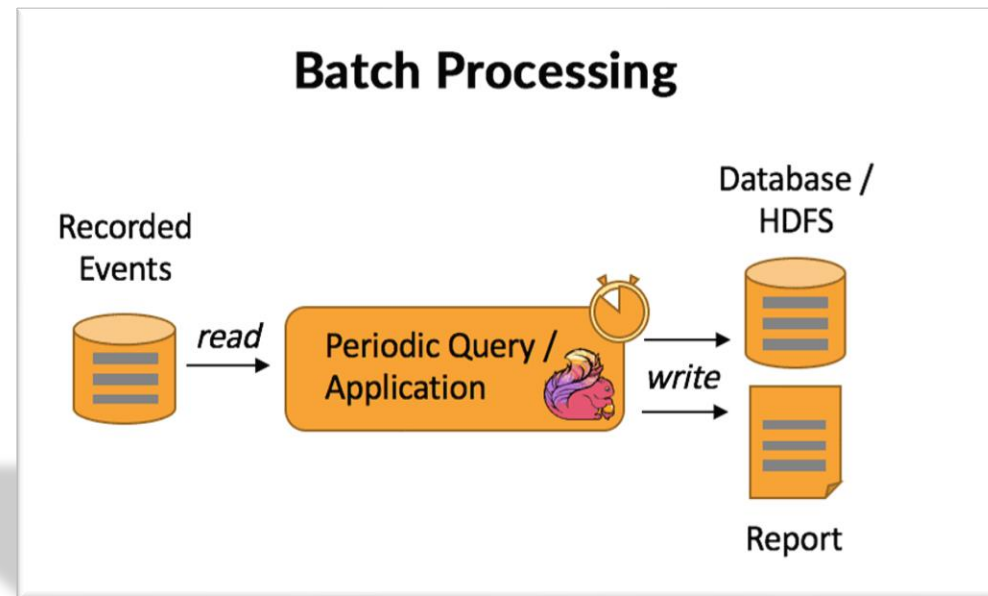 Batch Processing
Recorded
Events
read
Periodic Query /
Application
write
Database /
HDFS
Report